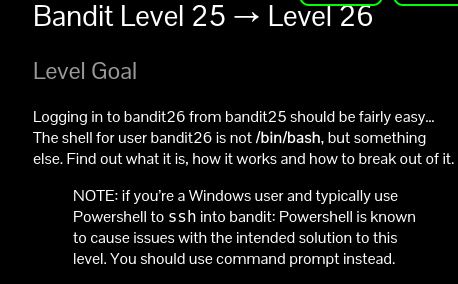 Bandit Level 25 → Level 26
Level Goal
Logging in to bandit26 from bandit25 should be fairly easy…
The shell for user bandit26 is not /bin/bash, but something
else. Find out what it is, how it works and how to break out of it.
NOTE: if you’re a Windows user and typically use
Powershell to ssh into bandit: Powershell is known
to cause issues with the intended solution to this
level. You should use command prompt instead.